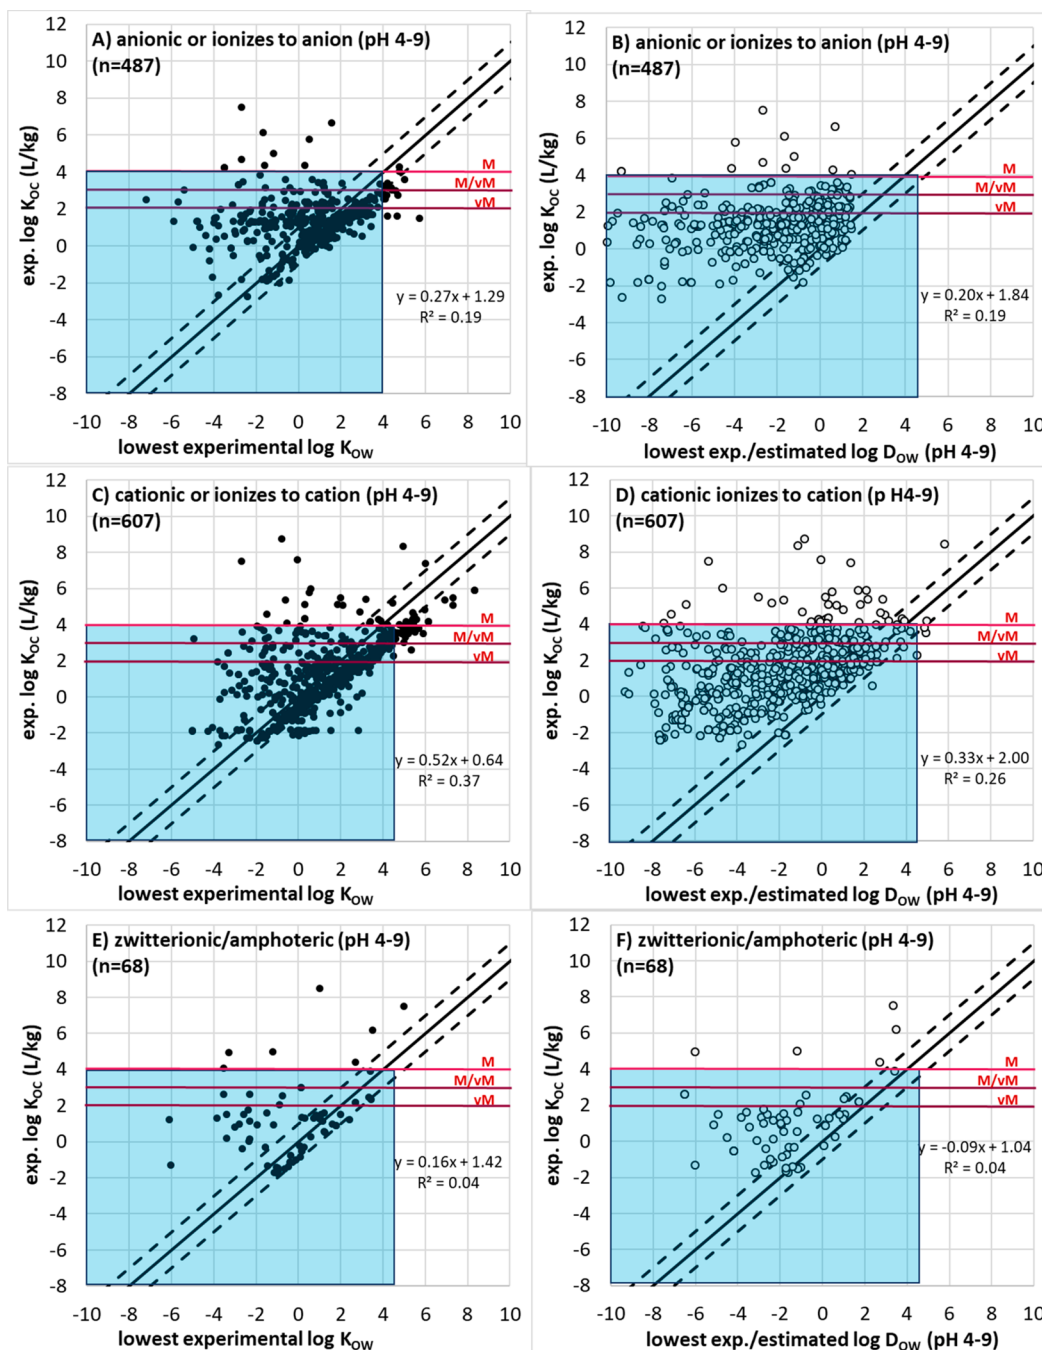 A) anionic or ionizes to anion (pH 4-9)
(n=487)
12
10
8
6
4
2
0
-2
-4
-6
-8
exp. log KOC (L/kg)
M
M/vM
vM
y = 0.27x + 1.29
R² = 0.19
-10 -8 -6 -4 -2 0 2 4 6 8 10
lowest experimental log KOW
B) anionic or ionizes to anion (pH 4-9)
(n=487)
12
10
8
6
4
2
0
-2
-4
-6
-8
exp. log KOC (L/kg)
M
M/vM
vM
y = 0.20x + 1.84
R² = 0.19
-10 -8 -6 -4 -2 0 2 4 6 8 10
lowest exp./estimated log DOW (pH 4-9)
C) cationic or ionizes to cation (pH 4-9)
(n=607)
12
10
8
6
4
2
0
-2
-4
-6
-8
exp. log KOC (L/kg)
M
M/vM
vM
y = 0.52x + 0.64
R² = 0.37
-10 -8 -6 -4 -2 0 2 4 6 8 10
lowest experimental log KOW
D) cationic ionizes to cation (p H4-9)
(n=607)
12
10
8
6
4
2
0
-2
-4
-6
-8
exp. log KOC (L/kg)
M
M/vM
vM
y = 0.33x + 2.00
R² = 0.26
-10 -8 -6 -4 -2 0 2 4 6 8 10
lowest exp./estimated log DOW (pH 4-9)
E) zwitterionic/amphoteric (pH 4-9)
(n=68)
12
10
8
6
4
2
0
-2
-4
-6
-8
exp. log KOC (L/kg)
M
M/vM
vM
y = 0.16x + 1.42
R² = 0.04
-10 -8 -6 -4 -2 0 2 4 6 8 10
lowest experimental log KOW
F) zwitterionic/amphoteric (pH 4-9)
(n=68)
12
10
8
6
4
2
0
-2
-4
-6
-8
exp. log KOC (L/kg)
M
M/vM
vM
y = -0.09x + 1.04
R² = 0.04
-10 -8 -6 -4 -2 0 2 4 6 8 10
lowest exp./estimated log DOW (pH 4-9)